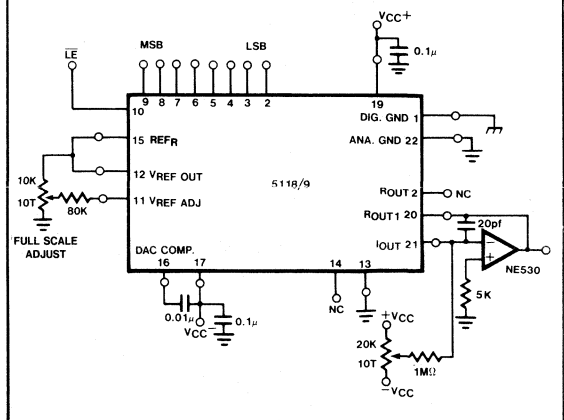 VCC+
LE
MSB
LSB
0.1μ
9 8 7 6 5 4 3 2
19
10
DIG. GND 1
15 REFR
ANA. GND 22
12 VREF OUT
10K
10T
80K
11 VREF ADJ
5118/9
ROUT 2
NC
ROUT 1 20
20pf
FULL SCALE
ADJUST
IOUT 21
−
+
NE530
DAC COMP.
16 17
14 13
5K
0.01μ
VCC−
0.1μ
NC
+VCC
20K
10T
1MΩ
−VCC